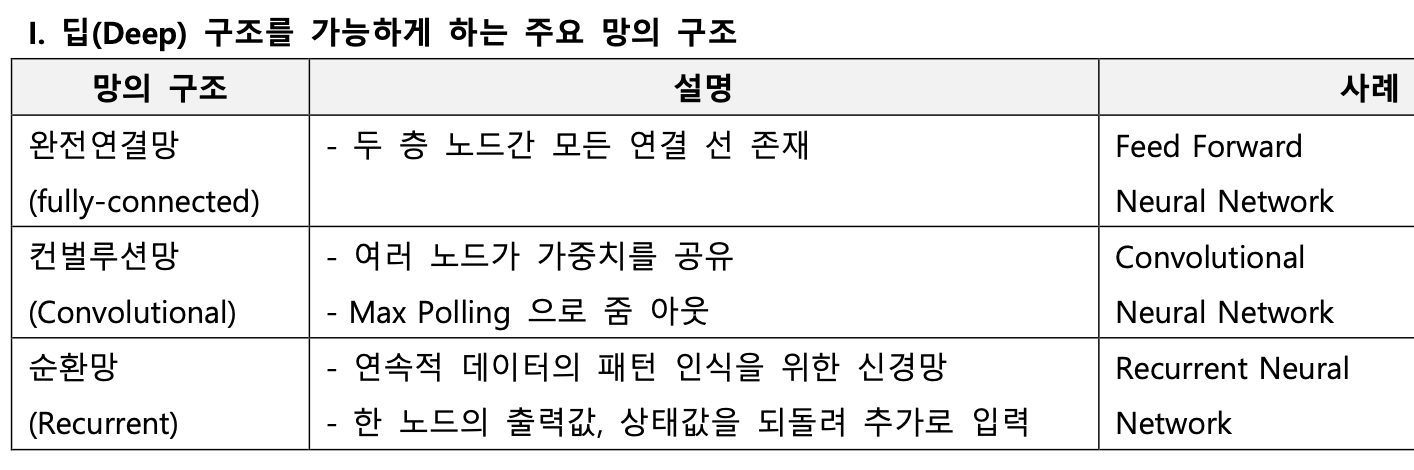 I. 딥(Deep) 구조를 가능하게 하는 주요 망의 구조
망의 구조 설명 사례
완전연결망
(fully-connected)
- 두 층 노드간 모든 연결 선 존재
Feed Forward
Neural Network
컨벌루션망
(Convolutional)
- 여러 노드가 가중치를 공유
- Max Polling 으로 줌 아웃
Convolutional
Neural Network
순환망
(Recurrent)
- 연속적 데이터의 패턴 인식을 위한 신경망
- 한 노드의 출력값, 상태값을 되돌려 추가로 입력
Recurrent Neural
Network